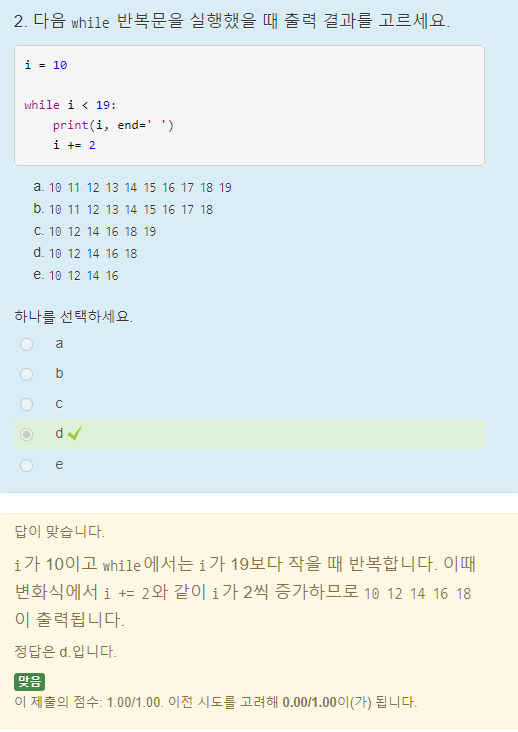 2. 다음 while 반복문을 실행했을 때 출력 결과를 고르세요.
i = 10
while i < 19:
    print(i, end=' ')
    i += 2
a. 10 11 12 13 14 15 16 17 18 19
b. 10 11 12 13 14 15 16 17 18
c. 10 12 14 16 18 19
d. 10 12 14 16 18
e. 10 12 14 16
하나를 선택하세요.
a
b
c
d
e
답이 맞습니다.
i가 10이고 while에서는 i가 19보다 작을 때 반복합니다. 이때
변화식에서 i += 2와 같이 i가 2씩 증가하므로 10 12 14 16 18
이 출력됩니다.
정답은 d.입니다.
맞음
이 제출의 점수: 1.00/1.00. 이전 시도를 고려해 0.00/1.00이(가) 됩니다.